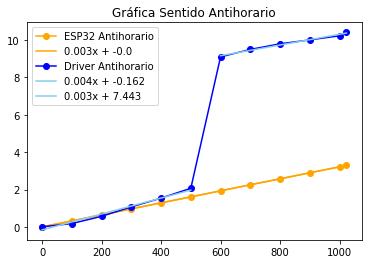 Gráfica Sentido Antihorario
ESP32 Antihorario
0.003x + -0.0
Driver Antihorario
0.004x + -0.162
0.003x + 7.443
10
8
6
4
2
0
0 200 400 600 800 1000